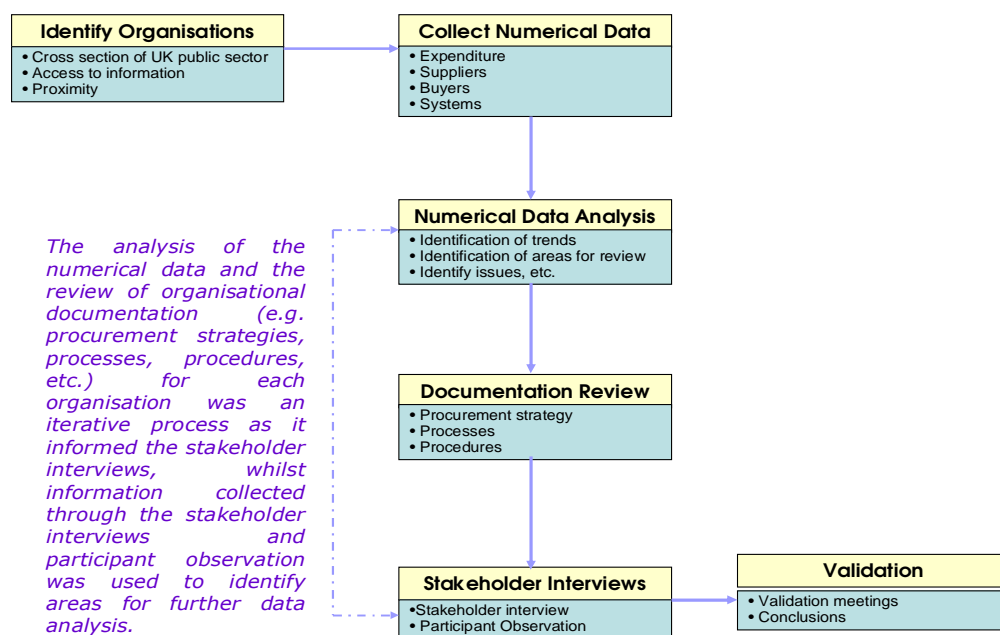 Identify Organisations
• Cross section of UK public sector
• Access to information
• Proximity
Collect Numerical Data
• Expenditure
• Suppliers
• Buyers
• Systems
Numerical Data Analysis
• Identification of trends
• Identification of areas for review
• Identify issues, etc.
The analysis of the
numerical data and the
review of organisational
documentation (e.g.
procurement strategies,
processes, procedures,
etc.) for each
organisation was an
iterative process as it
informed the stakeholder
interviews, whilst
information collected
through the stakeholder
interviews and
participant observation
was used to identify
areas for further data
analysis.
Documentation Review
• Procurement strategy
• Processes
• Procedures
Stakeholder Interviews
•Stakeholder interview
• Participant Observation
Validation
• Validation meetings
• Conclusions